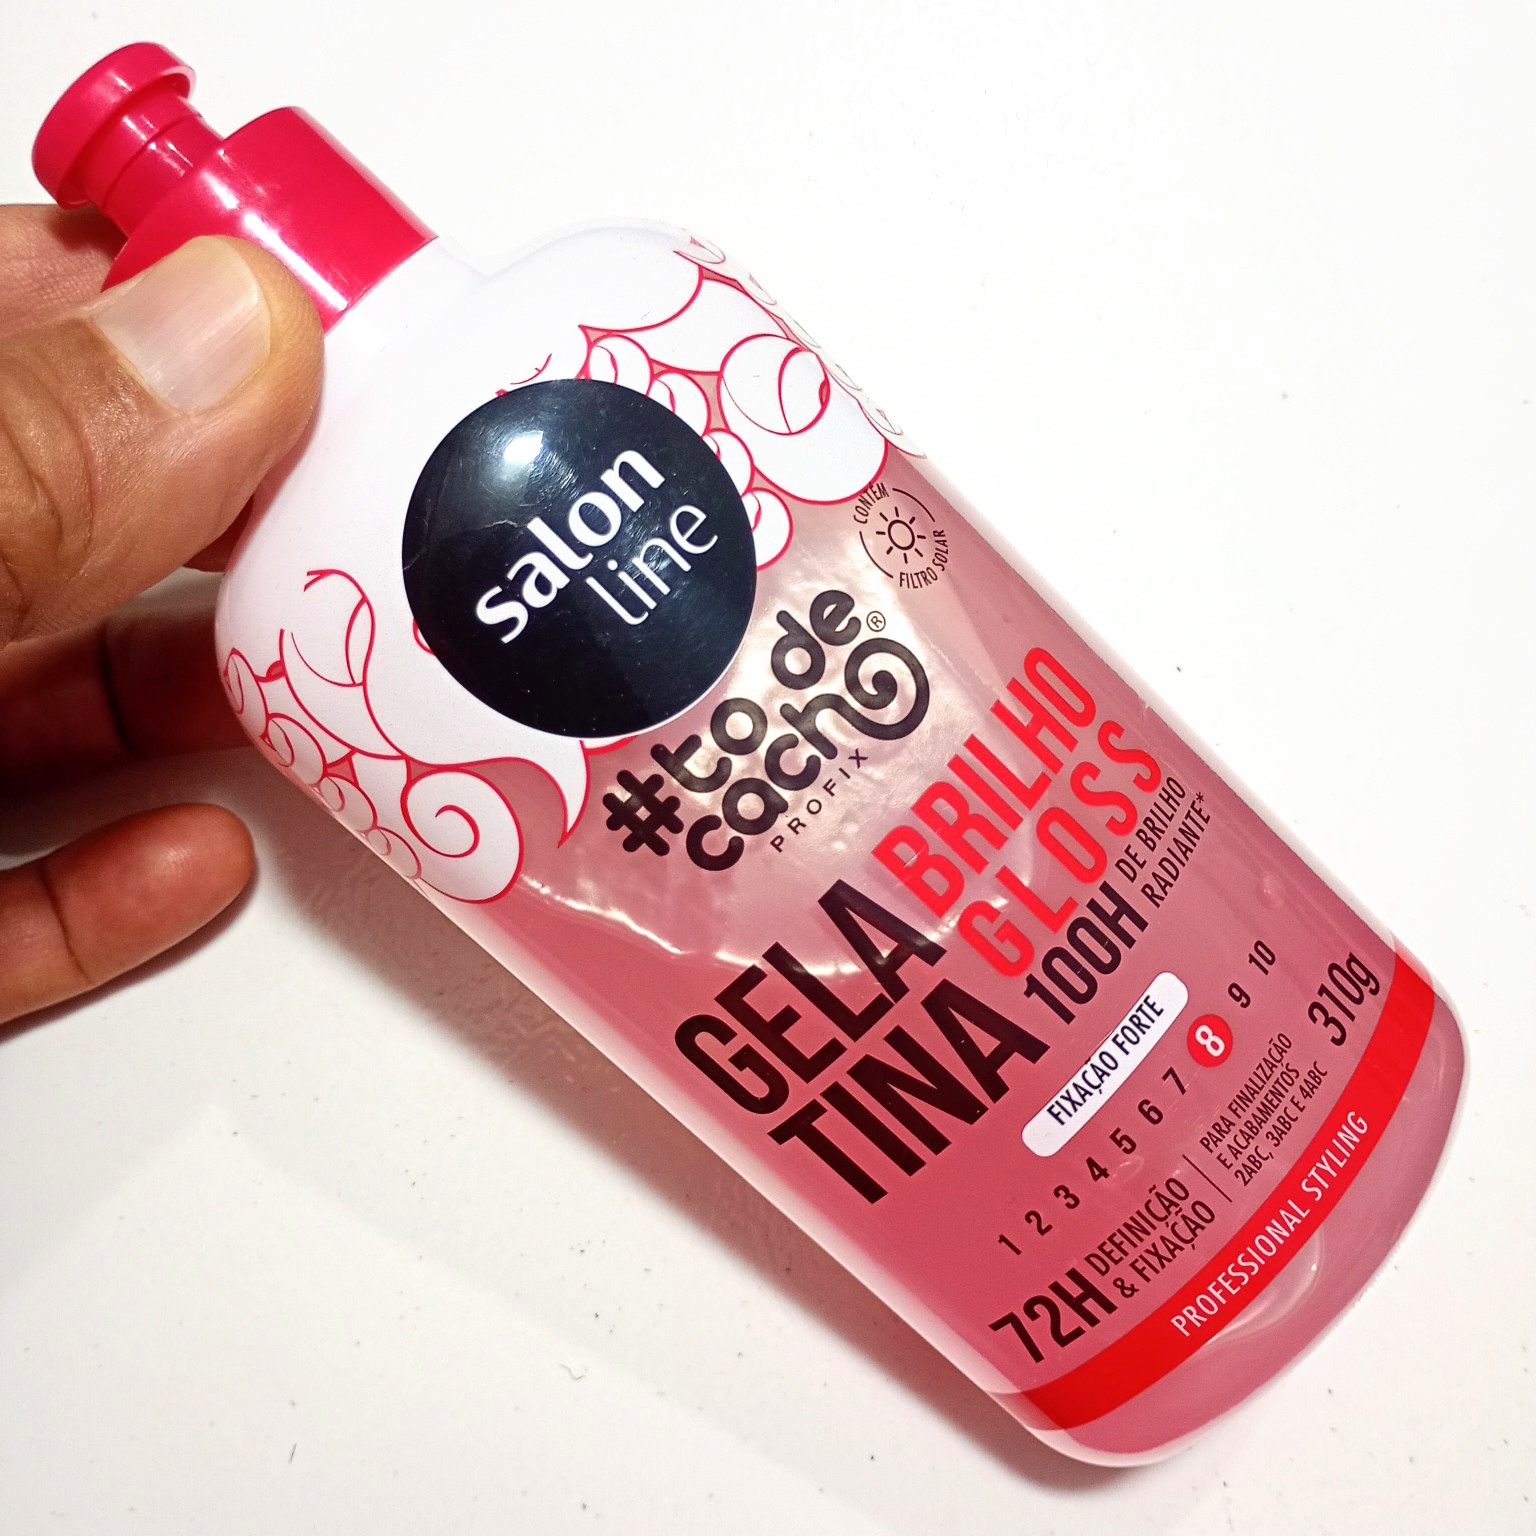 salon
line
CONTÉM
FILTRO SOLAR
#to de
cacho®
PROFIX
GELA
TINA
BRILHO
GLOSS
100H DE BRILHO
RADIANTE*
FIXAÇÃO FORTE
1 2 3 4 5 6 7 8 9 10
72H DEFINIÇÃO
& FIXAÇÃO
PARA FINALIZAÇÃO
E ACABAMENTOS
2ABC, 3ABC E 4ABC
310g
PROFESSIONAL STYLING